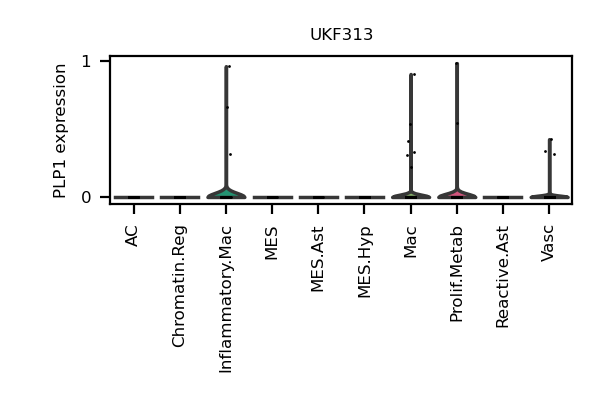 UKF313
PLP1 expression
1
0
AC
Chromatin.Reg
Inflammatory.Mac
MES
MES.Ast
MES.Hyp
Mac
Prolif.Metab
Reactive.Ast
Vasc